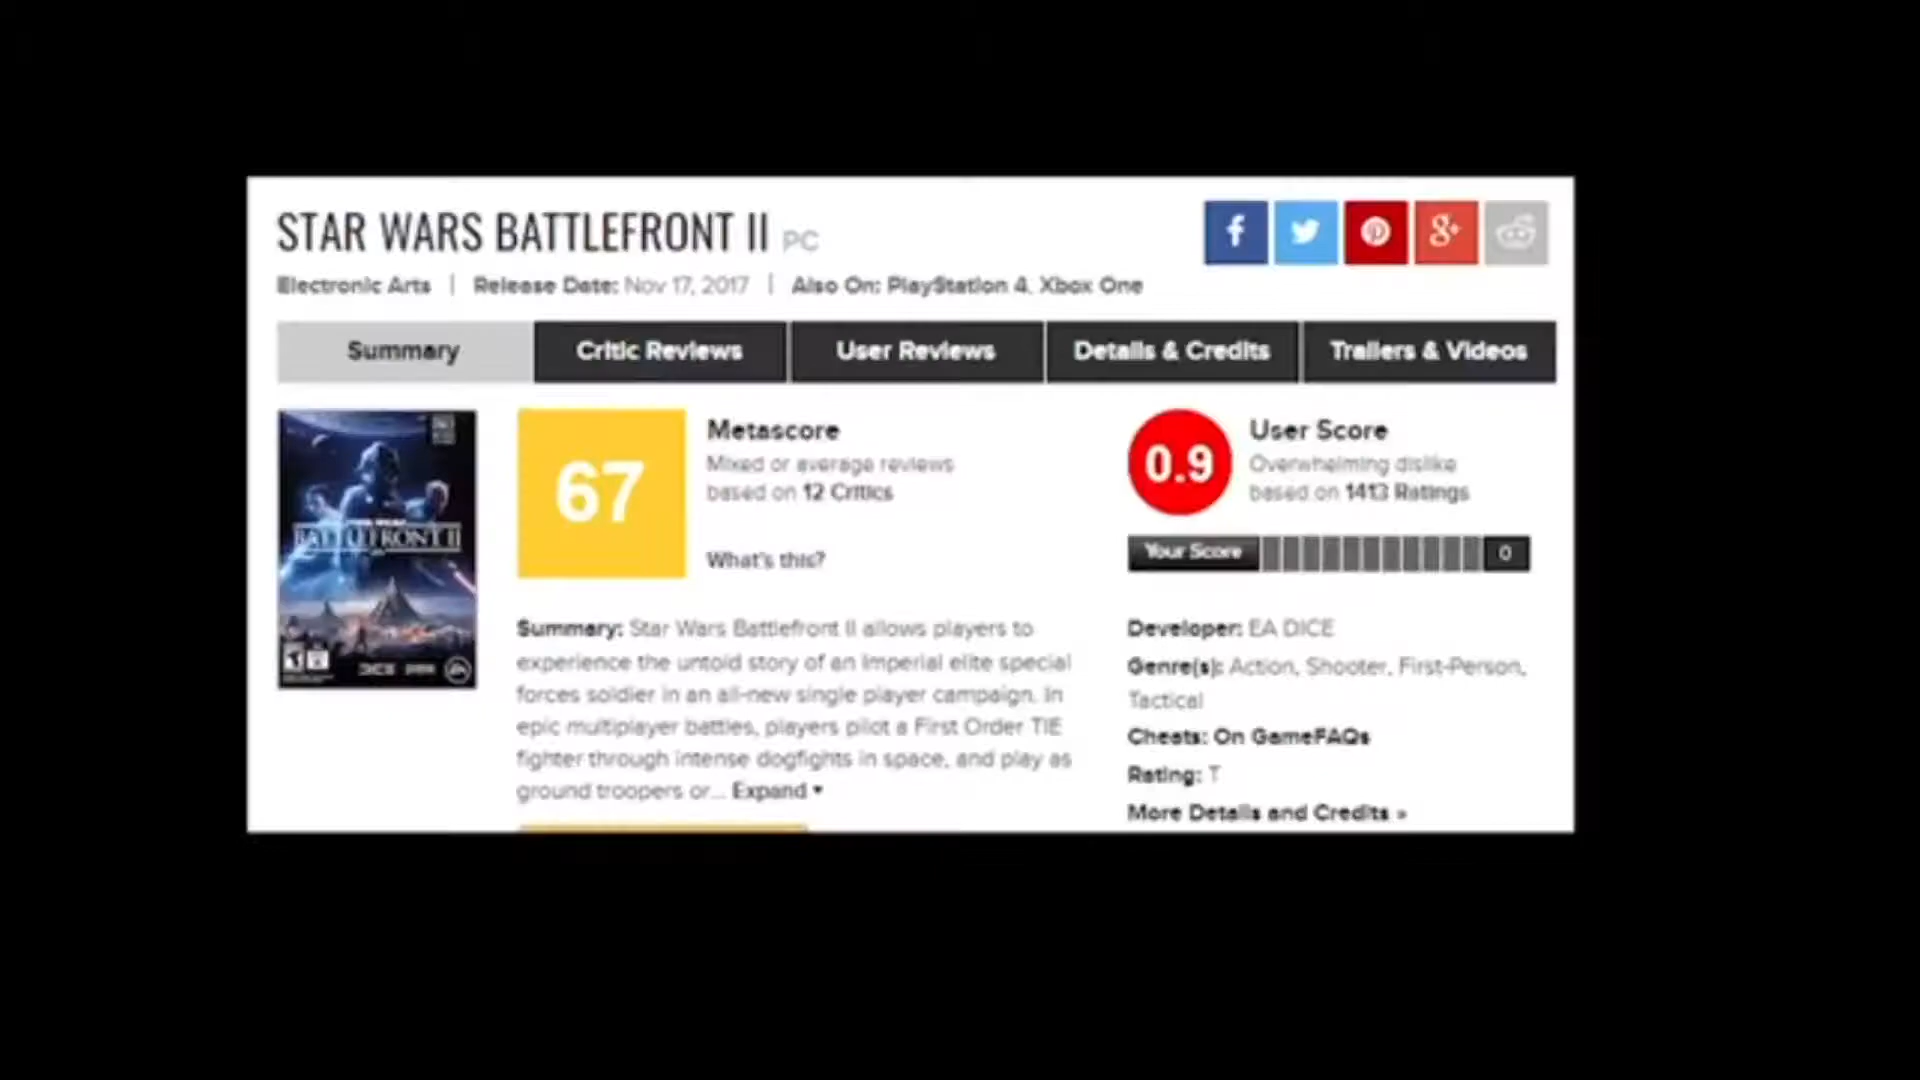 STAR WARS BATTLEFRONT II PC
Electronic Arts | Release Date: Nov 17, 2017 | Also On: PlayStation 4, Xbox One
Summary
Critic Reviews
User Reviews
Details & Credits
Trailers & Videos
BATTLEFRONT II
67
Metascore
Mixed or average reviews
based on 12 Critics
What's this?
0.9
User Score
Overwhelming dislike
based on 1413 Ratings
Your Score
0
Summary: Star Wars Battlefront II allows players to
experience the untold story of an Imperial elite special
forces soldier in an all-new single player campaign. In
epic multiplayer battles, players pilot a First Order TIE
fighter through intense dogfights in space, and play as
ground troopers or... Expand
Developer: EA DICE
Genre(s): Action, Shooter, First-Person,
Tactical
Cheats: On GameFAQs
Rating: T
More Details and Credits »